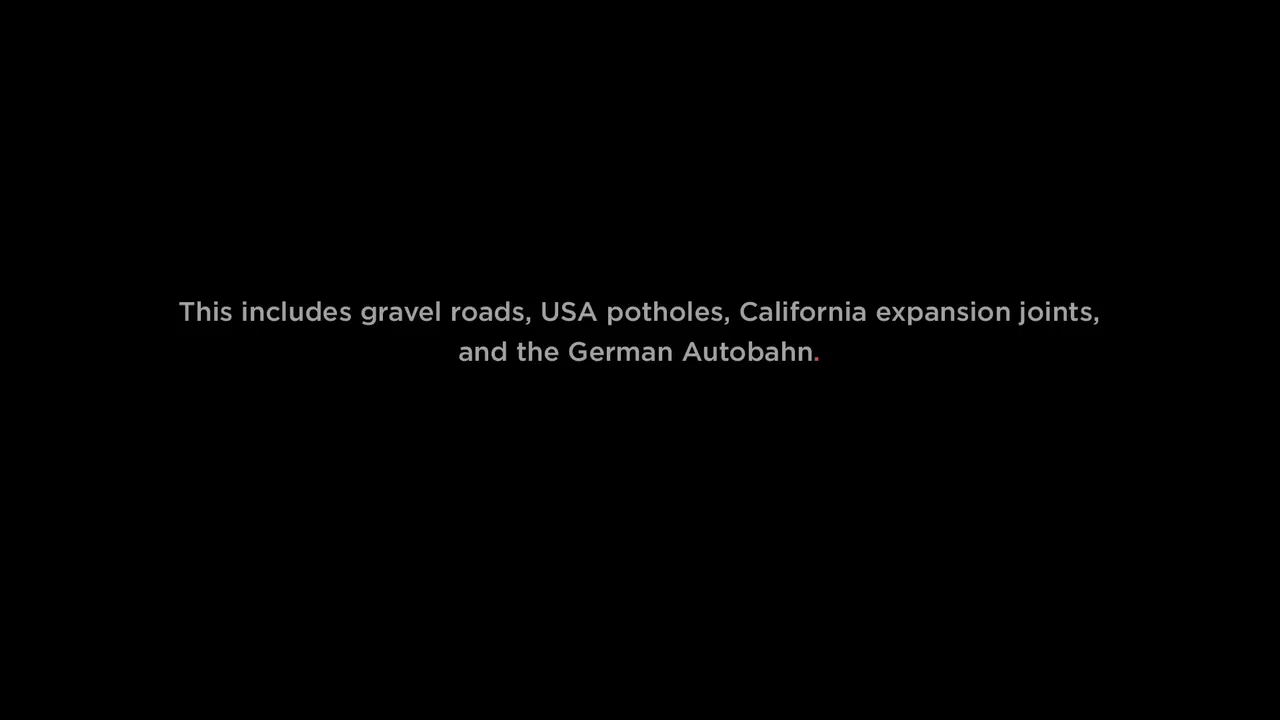 This includes gravel roads, USA potholes, California expansion joints,
and the German Autobahn.